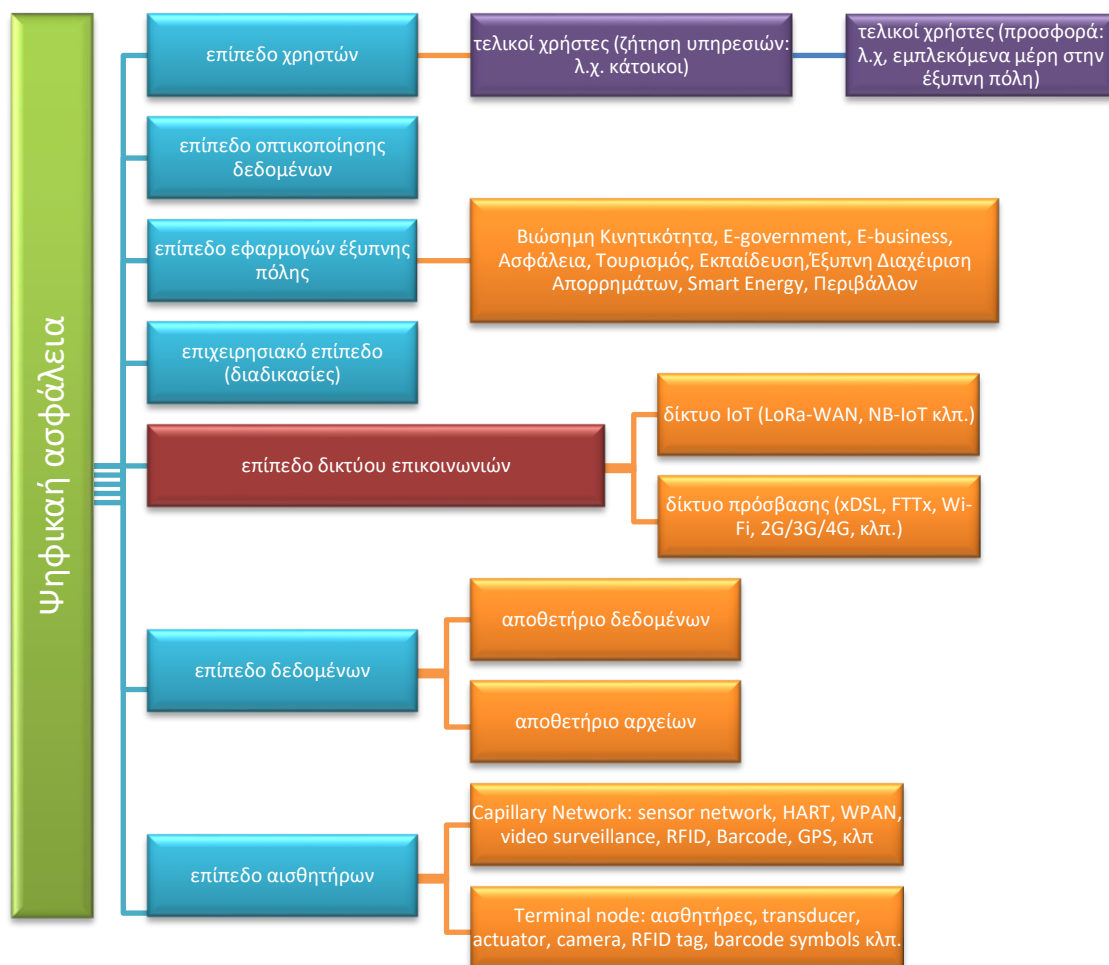 Ψηφικαή ασφάλεια
επίπεδο χρηστών
τελικοί χρήστες (ζήτηση υπηρεσιών:
λ.χ. κάτοικοι)
τελικοί χρήστες (προσφορά:
λ.χ, εμπλεκόμενα μέρη στην
έξυπνη πόλη)
επίπεδο οπτικοποίησης
δεδομένων
επίπεδο εφαρμογών έξυπνης
πόλης
Βιώσημη Κινητικότητα, E-government, E-business,
Ασφάλεια, Τουρισμός, Εκπαίδευση,Έξυπνη Διαχέιριση
Απορρημάτων, Smart Energy, Περιβάλλον
επιχειρησιακό επίπεδο
(διαδικασίες)
επίπεδο δικτύου επικοινωνιών
δίκτυο IoT (LoRa-WAN, NB-IoT κλπ.)
δίκτυο πρόσβασης (xDSL, FTTx, Wi-
Fi, 2G/3G/4G, κλπ.)
επίπεδο δεδομένων
αποθετήριο δεδομένων
αποθετήριο αρχείων
επίπεδο αισθητήρων
Capillary Network: sensor network, HART, WPAN,
video surveillance, RFID, Barcode, GPS, κλπ
Terminal node: αισθητήρες, transducer,
actuator, camera, RFID tag, barcode symbols κλπ.